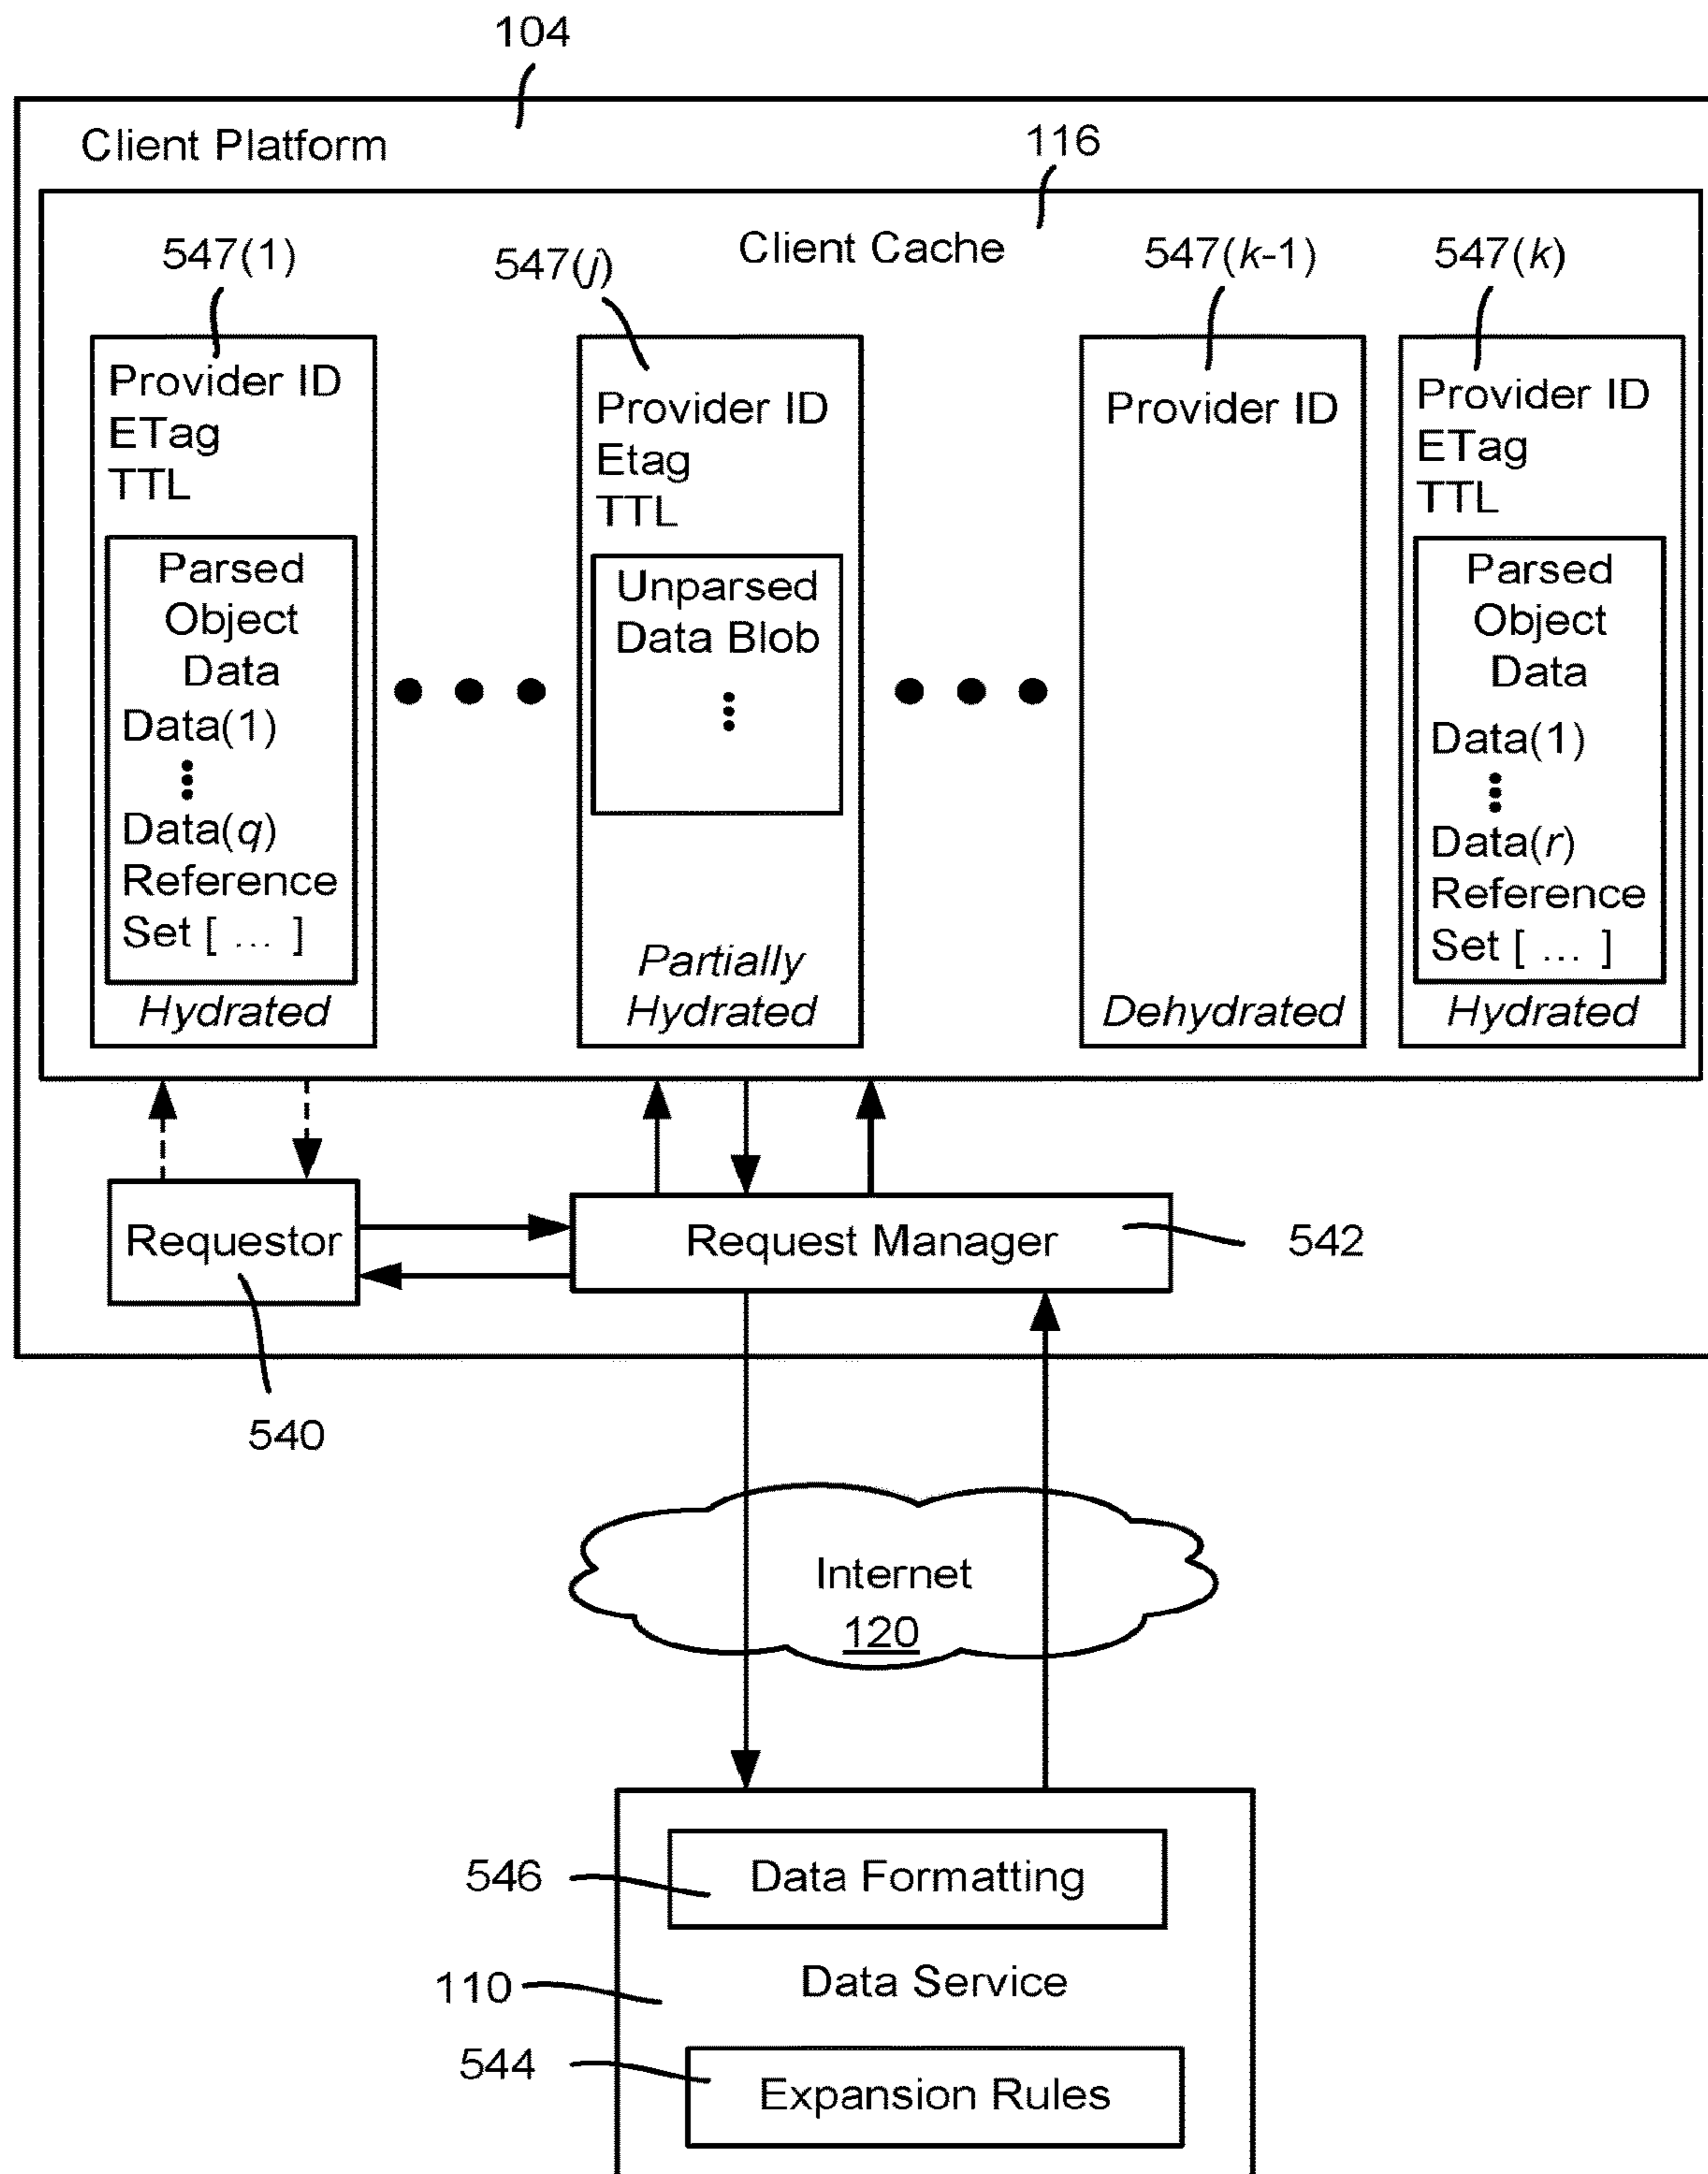 104
Client Platform
116
Client Cache
547(1)
547(j)
547(k-1)
547(k)
Provider ID
ETag
TTL
Parsed
Object
Data
Data(1)
Data(q)
Reference
Set [ ... ]
Hydrated
Provider ID
Etag
TTL
Unparsed
Data Blob
Partially
Hydrated
Provider ID
Dehydrated
Provider ID
ETag
TTL
Parsed
Object
Data
Data(1)
Data(r)
Reference
Set [ ... ]
Hydrated
Requestor
Request Manager
542
540
Internet
120
546
Data Formatting
110
Data Service
544
Expansion Rules